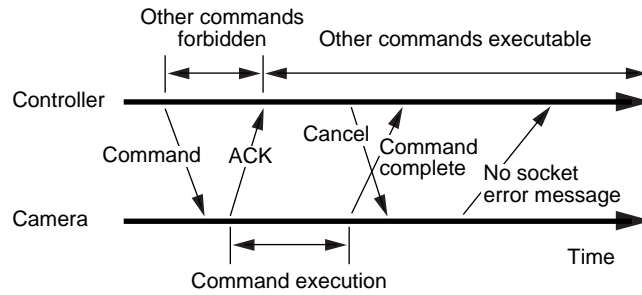 Other commands
forbidden
Other commands executable
Controller
Command
ACK
Cancel
Command
complete
No socket
error message
Camera
Time
Command execution